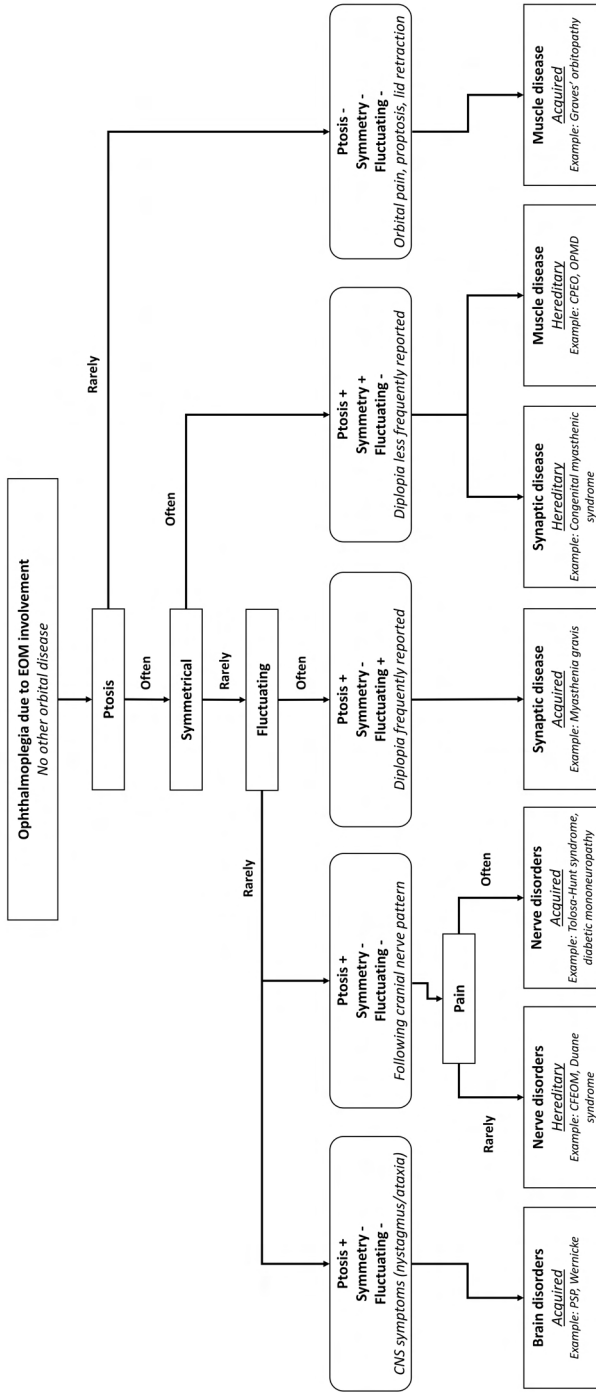 Ophthalmoplegia due to EOM involvement
No other orbital disease
Ptosis
Rarely
Often
Symmetrical
Often
Rarely
Fluctuating
Rarely
Often
Ptosis +
Symmetry -
Fluctuating -
CNS symptoms (nystagmus/ataxia)
Ptosis +
Symmetry -
Fluctuating -
Following cranial nerve pattern
Ptosis +
Symmetry -
Fluctuating +
Diplopia frequently reported
Ptosis +
Symmetry +
Fluctuating -
Diplopia less frequently reported
Ptosis -
Symmetry -
Fluctuating -
Orbital pain, proptosis, lid retraction
Pain
Rarely
Often
Brain disorders
Acquired
Example: PSP, Wernicke
Nerve disorders
Hereditary
Example: CFEOM, Duane
syndrome
Nerve disorders
Acquired
Example: Tolosa-Hunt syndrome,
diabetic mononeuropathy
Synaptic disease
Acquired
Example: Myasthenia gravis
Synaptic disease
Hereditary
Example: Congenital myasthenic
syndrome
Muscle disease
Hereditary
Example: CPEO, OPMD
Muscle disease
Acquired
Example: Graves' orbitopathy